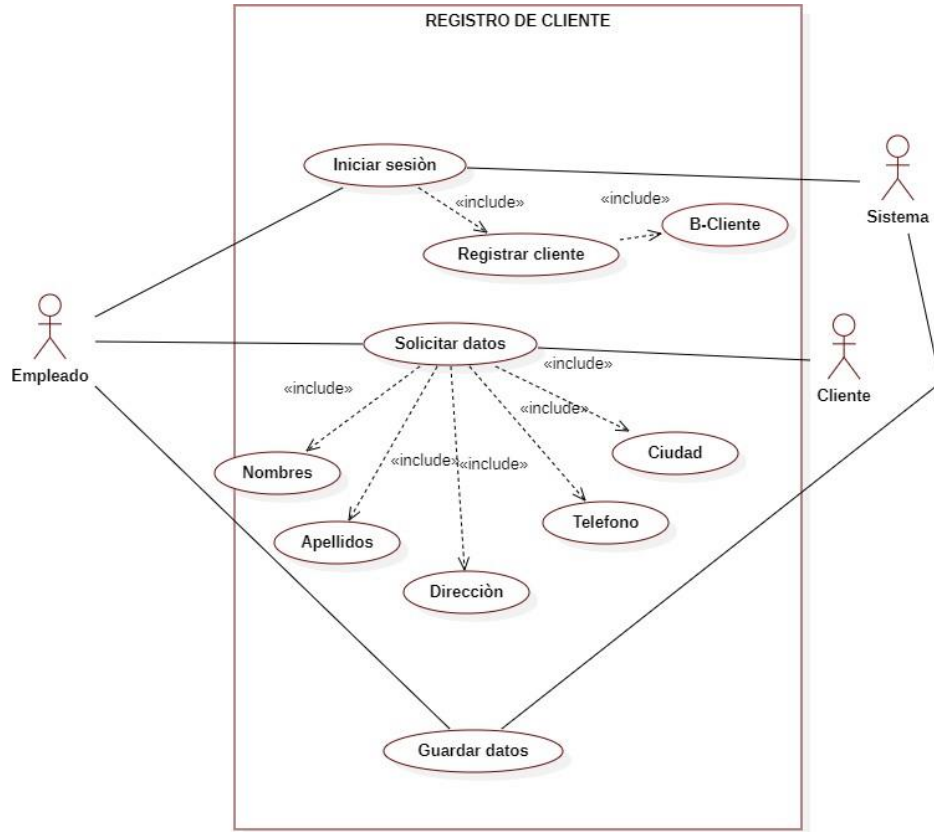 REGISTRO DE CLIENTE
Iniciar sesiòn
«include»
«include»
B-Cliente
Sistema
Registrar cliente
Empleado
Solicitar datos
Cliente
«include»
«include»
«include»
«include»
«include»
Ciudad
Nombres
Telefono
Apellidos
Direcciòn
Guardar datos